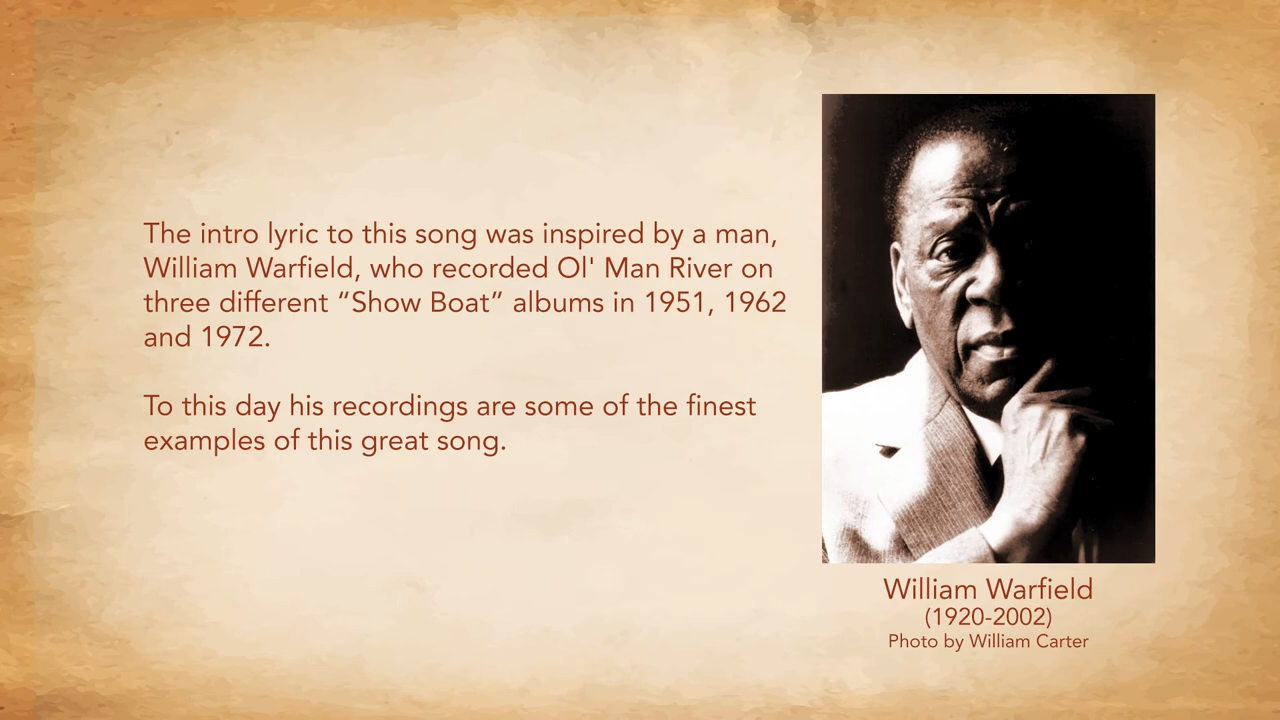 The intro lyric to this song was inspired by a man,
William Warfield, who recorded Ol' Man River on
three different “Show Boat” albums in 1951, 1962
and 1972.
To this day his recordings are some of the finest
examples of this great song.
William Warfield
(1920-2002)
Photo by William Carter